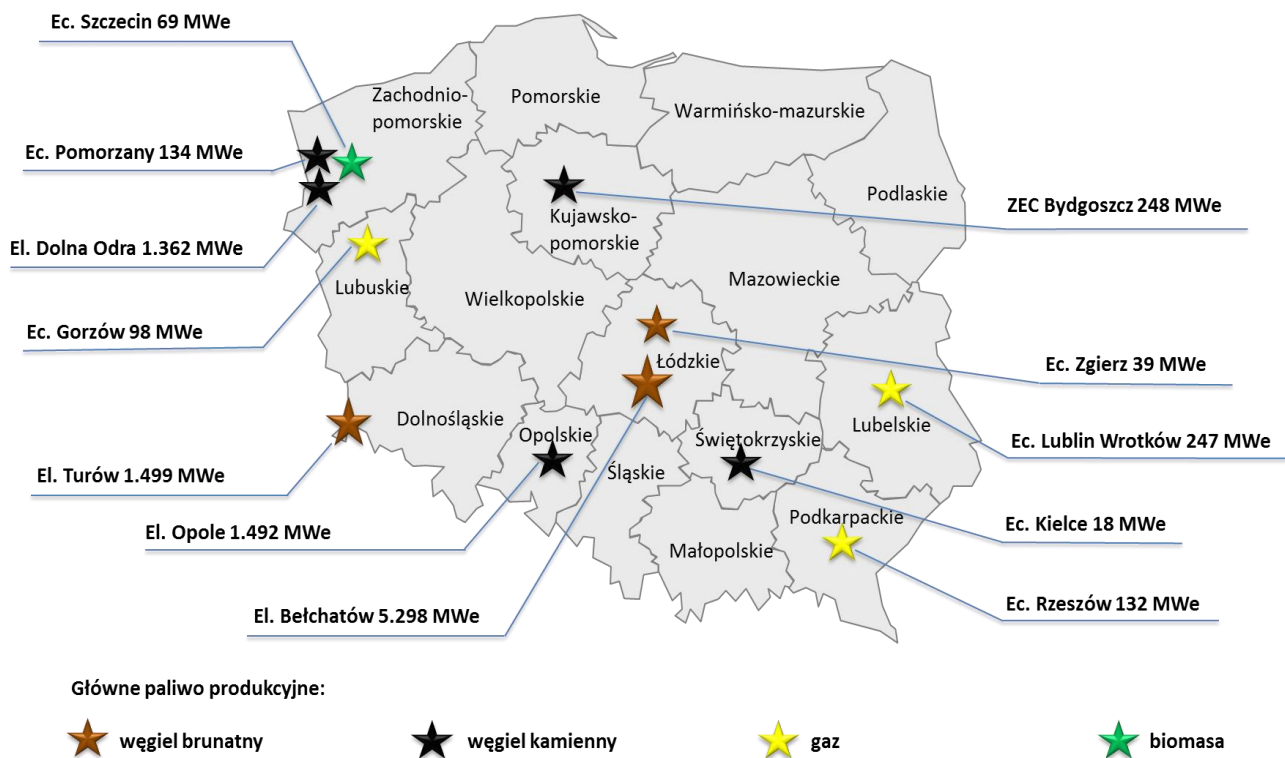 Ec. Szczecin 69 MWe
Zachodnio-
pomorskie
Pomorskie
Warmińsko-mazurskie
Ec. Pomorzany 134 MWe
Podlaskie
ZEC Bydgoszcz 248 MWe
Kujawsko-
pomorskie
El. Dolna Odra 1.362 MWe
Lubuskie
Wielkopolskie
Mazowieckie
Ec. Gorzów 98 MWe
Łódzkie
Ec. Zgierz 39 MWe
Dolnośląskie
Opolskie
Świętokrzyskie
Lubelskie
Ec. Lublin Wrotków 247 MWe
El. Turów 1.499 MWe
Śląskie
Podkarpackie
Ec. Kielce 18 MWe
El. Opole 1.492 MWe
Małopolskie
El. Bełchatów 5.298 MWe
Ec. Rzeszów 132 MWe
Główne paliwo produkcyjne:
węgiel brunatny
węgiel kamienny
gaz
biomasa